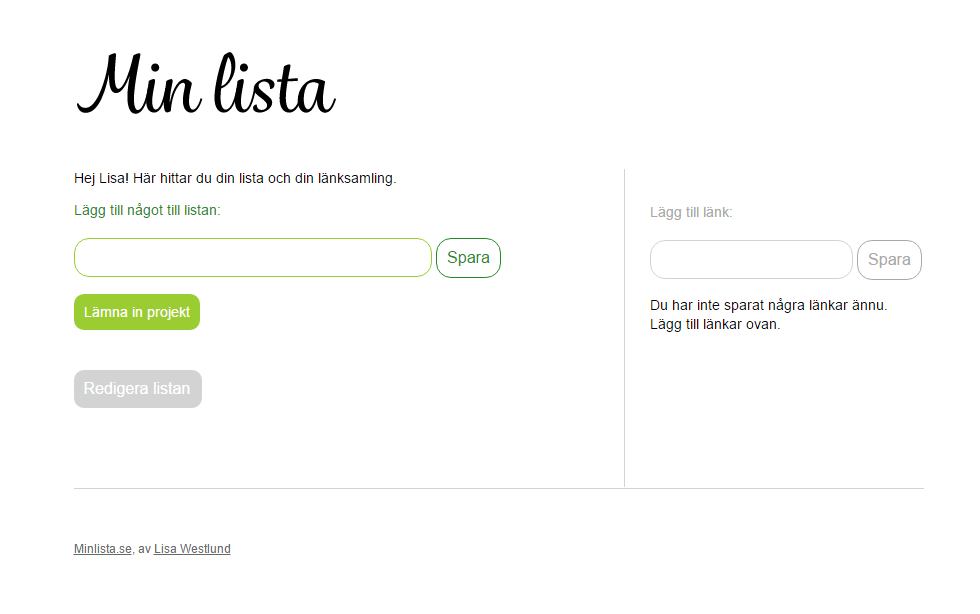 Min lista
Hej Lisa! Här hittar du din lista och din länksamling.
Lägg till något till listan:
Spara
Lämna in projekt
Redigera listan
Lägg till länk:
Spara
Du har inte sparat några länkar ännu.
Lägg till länkar ovan.
Minlista.se, av Lisa Westlund